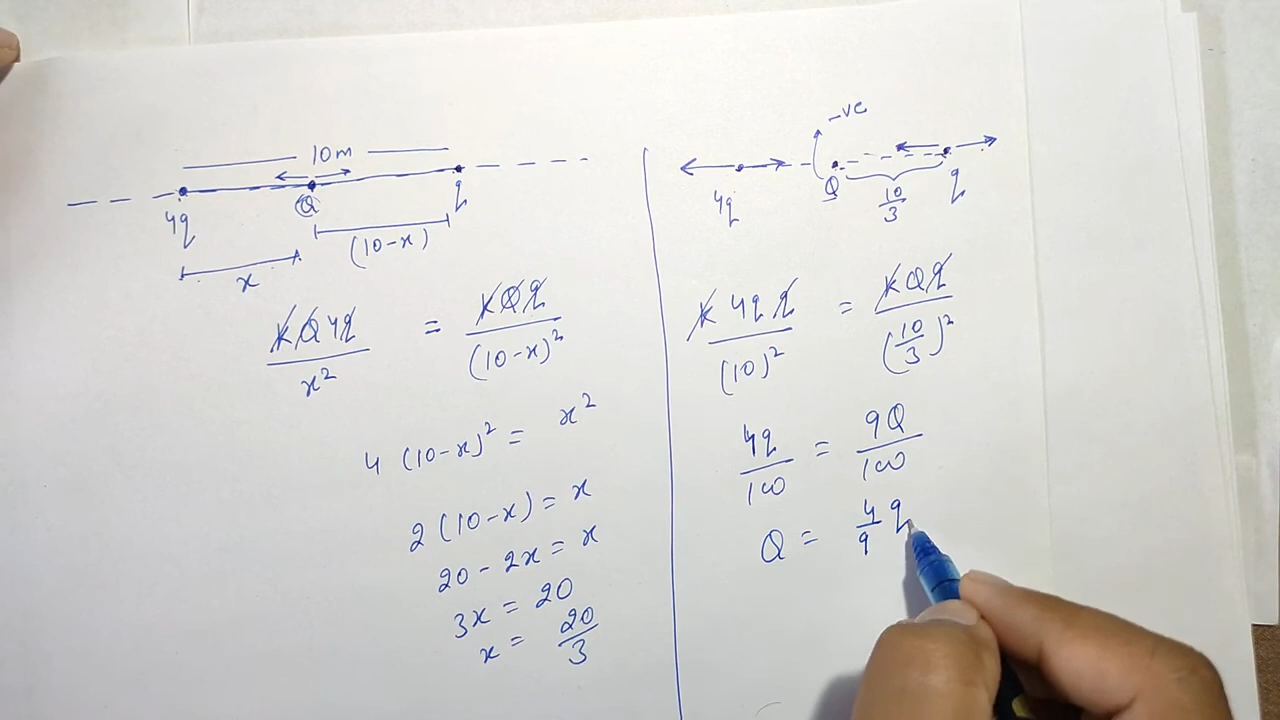 10m
4q Q q
x (10-x)
kQ4q/x² = kQq/(10-x)²
4 (10-x)² = x²
2 (10-x) = x
20 - 2x = x
3x = 20
x = 20/3
-ve
4q Q 10/3 q
k4qq/(10)² = kQq/(10/3)²
4q/100 = 9Q/100
Q = 4/9 q